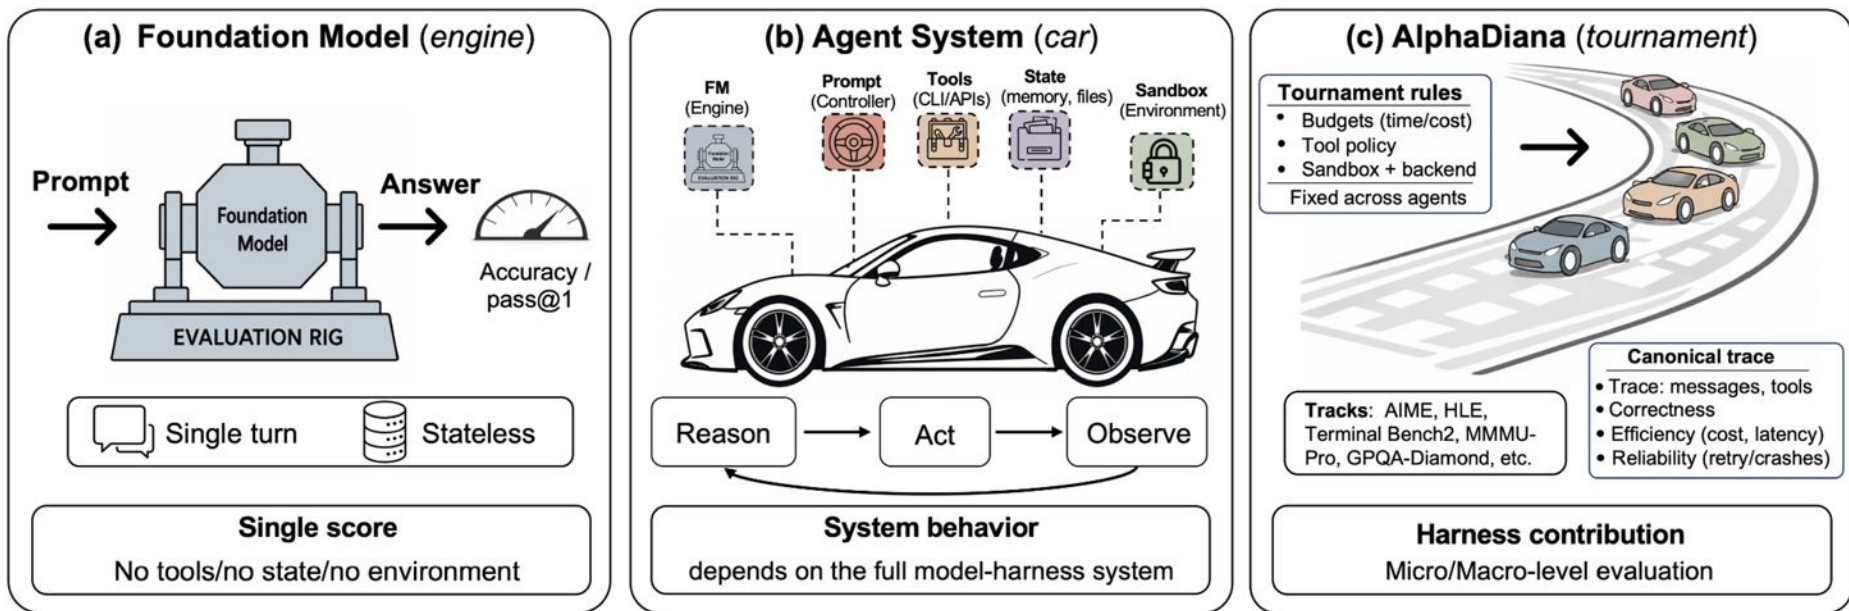 (a) Foundation Model (engine)
Prompt
Foundation
Model
Answer
Accuracy /
pass@1
EVALUATION RIG
Single turn
Stateless
Single score
No tools/no state/no environment
(b) Agent System (car)
FM
(Engine)
Prompt
(Controller)
Tools
(CLI/APIs)
State
(memory, files)
Sandbox
(Environment)
Foundation
Model
EVALUATION RIG
Reason
Act
Observe
System behavior
depends on the full model-harness system
(c) AlphaDiana (tournament)
Tournament rules
• Budgets (time/cost)
• Tool policy
• Sandbox + backend
Fixed across agents
Tracks: AIME, HLE,
Terminal Bench2, MMMU-
Pro, GPQA-Diamond, etc.
Canonical trace
• Trace: messages, tools
• Correctness
• Efficiency (cost, latency)
• Reliability (retry/crashes)
Harness contribution
Micro/Macro-level evaluation